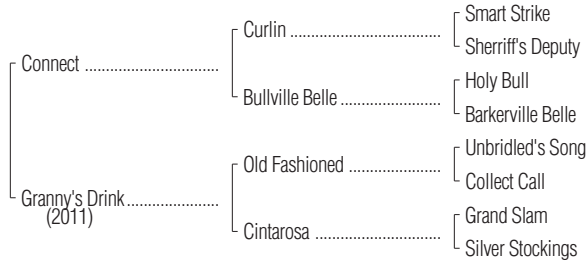 Smart Strike
Curlin ........................................
Sherriff's Deputy
Connect ........................................
Holy Bull
Bullville Belle ..............................
Barkerville Belle
Unbridled's Song
Old Fashioned ..............................
Collect Call
Granny's Drink ..............................
(2011)
Grand Slam
Cintarosa ........................................
Silver Stockings